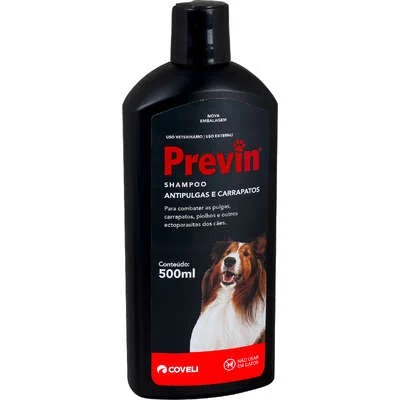 NOVA
EMBALAGEM
USO VETERINÁRIO | USO EXTERNO
Previn®
SHAMPOO
ANTIPULGAS E CARRAPATOS
Para combater as pulgas,
carrapatos, piolhos e outros
ectoparasitas dos cães.
Conteúdo:
500ml
COVELI
NÃO USAR
EM GATOS